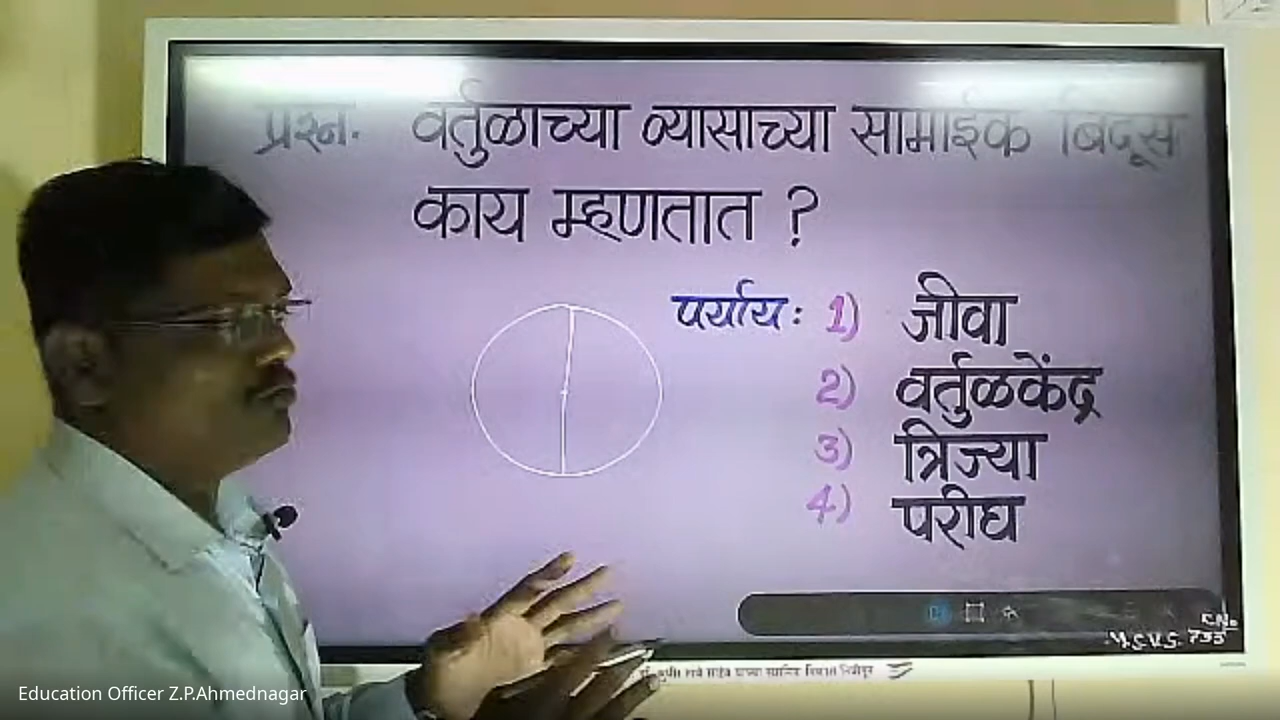 प्रश्न. वर्तुळाच्या व्यासाच्या सामाईक बिंदूस
काय म्हणतात ?
पर्याय : 1) जीवा
2) वर्तुळकेंद्र
3) त्रिज्या
4) परीघ
Education Officer Z.P.Ahmednagar